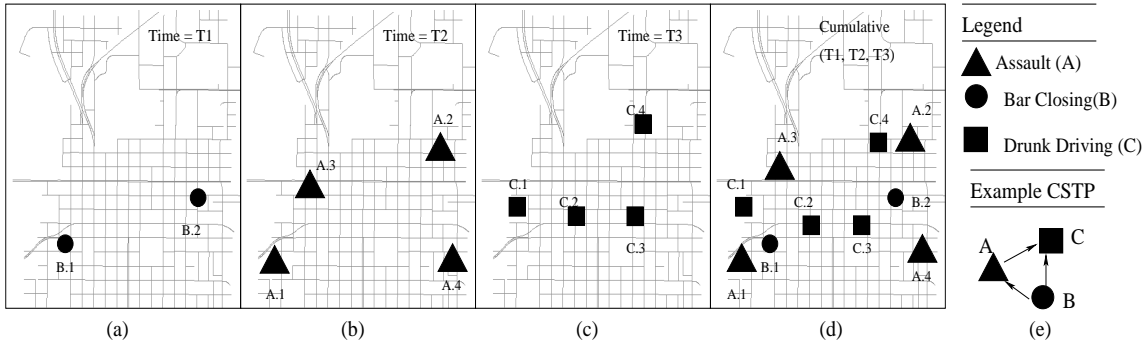 Time = T1
B.2
B.1
(a)
Time = T2
A.2
A.3
A.1
A.4
(b)
Time = T3
C.4
C.1
C.2
C.3
(c)
Cumulative
(T1, T2, T3)
C.4
A.2
A.3
C.1
C.2
B.2
B.1
C.3
A.1
A.4
(d)
Legend
Assault (A)
Bar Closing(B)
Drunk Driving (C)
Example CSTP
A
C
B
(e)